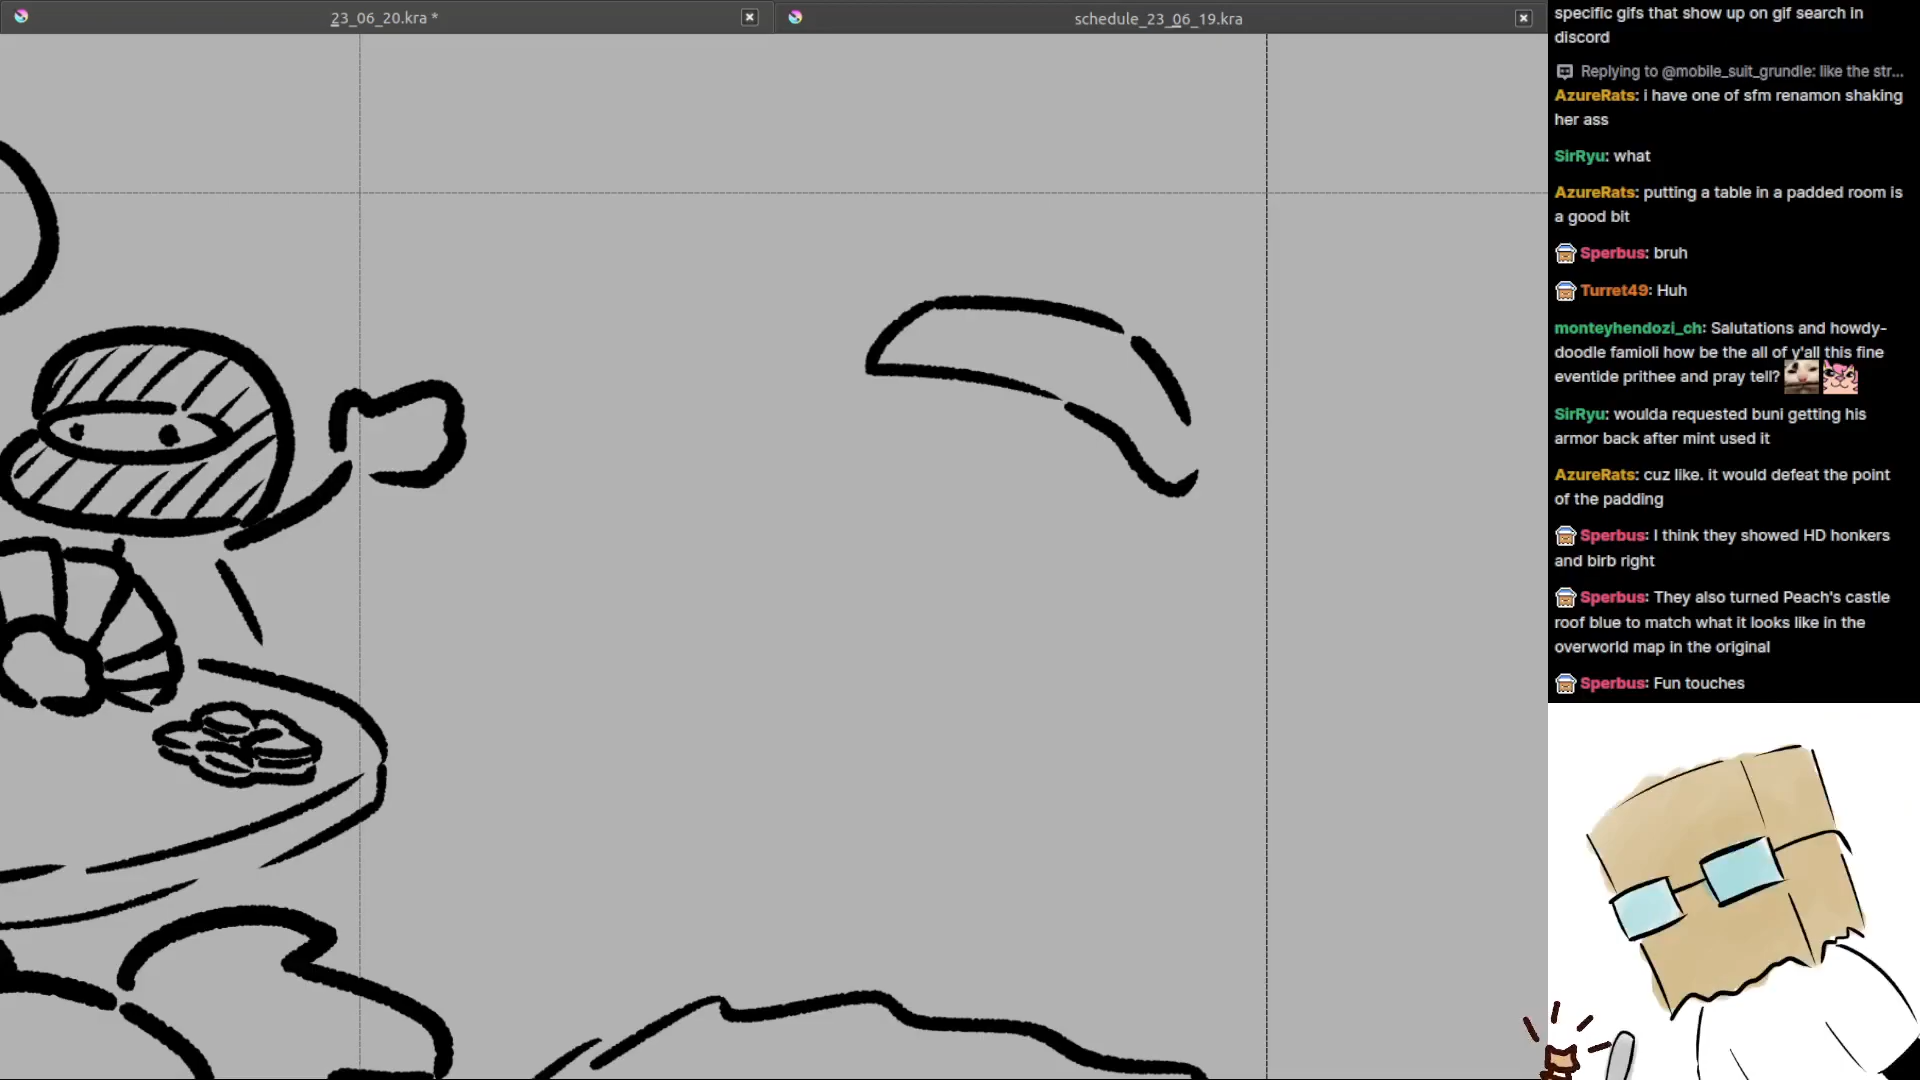 23_06_20.kra *
schedule_23_06_19.kra
specific gifs that show up on gif search in
discord
Replying to @mobile_suit_grundle: like the str...
AzureRats: i have one of sfm renamon shaking
her ass
SirRyu: what
AzureRats: putting a table in a padded room is
a good bit
Sperbus: bruh
Turret49: Huh
monteyhendozi_ch: Salutations and howdy-
doodle famioli how be the all of y'all this fine
eventide prithee and pray tell?
SirRyu: woulda requested buni getting his
armor back after mint used it
AzureRats: cuz like. it would defeat the point
of the padding
Sperbus: I think they showed HD honkers
and birb right
Sperbus: They also turned Peach's castle
roof blue to match what it looks like in the
overworld map in the original
Sperbus: Fun touches